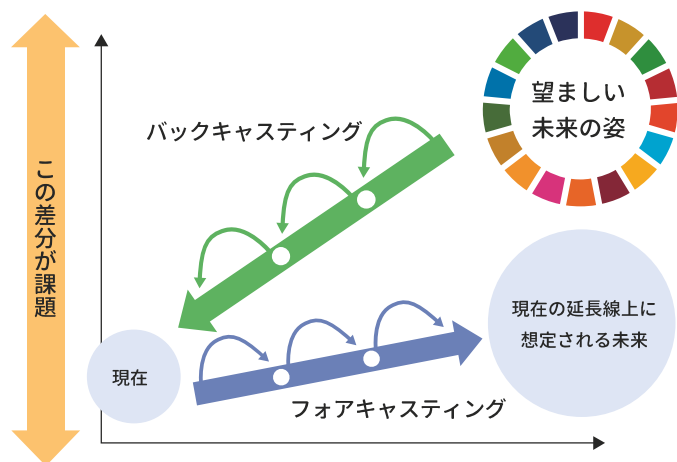 この差分が課題
バックキャスティング
望ましい
未来の姿
現在
フォアキャスティング
現在の延長線上に
想定される未来